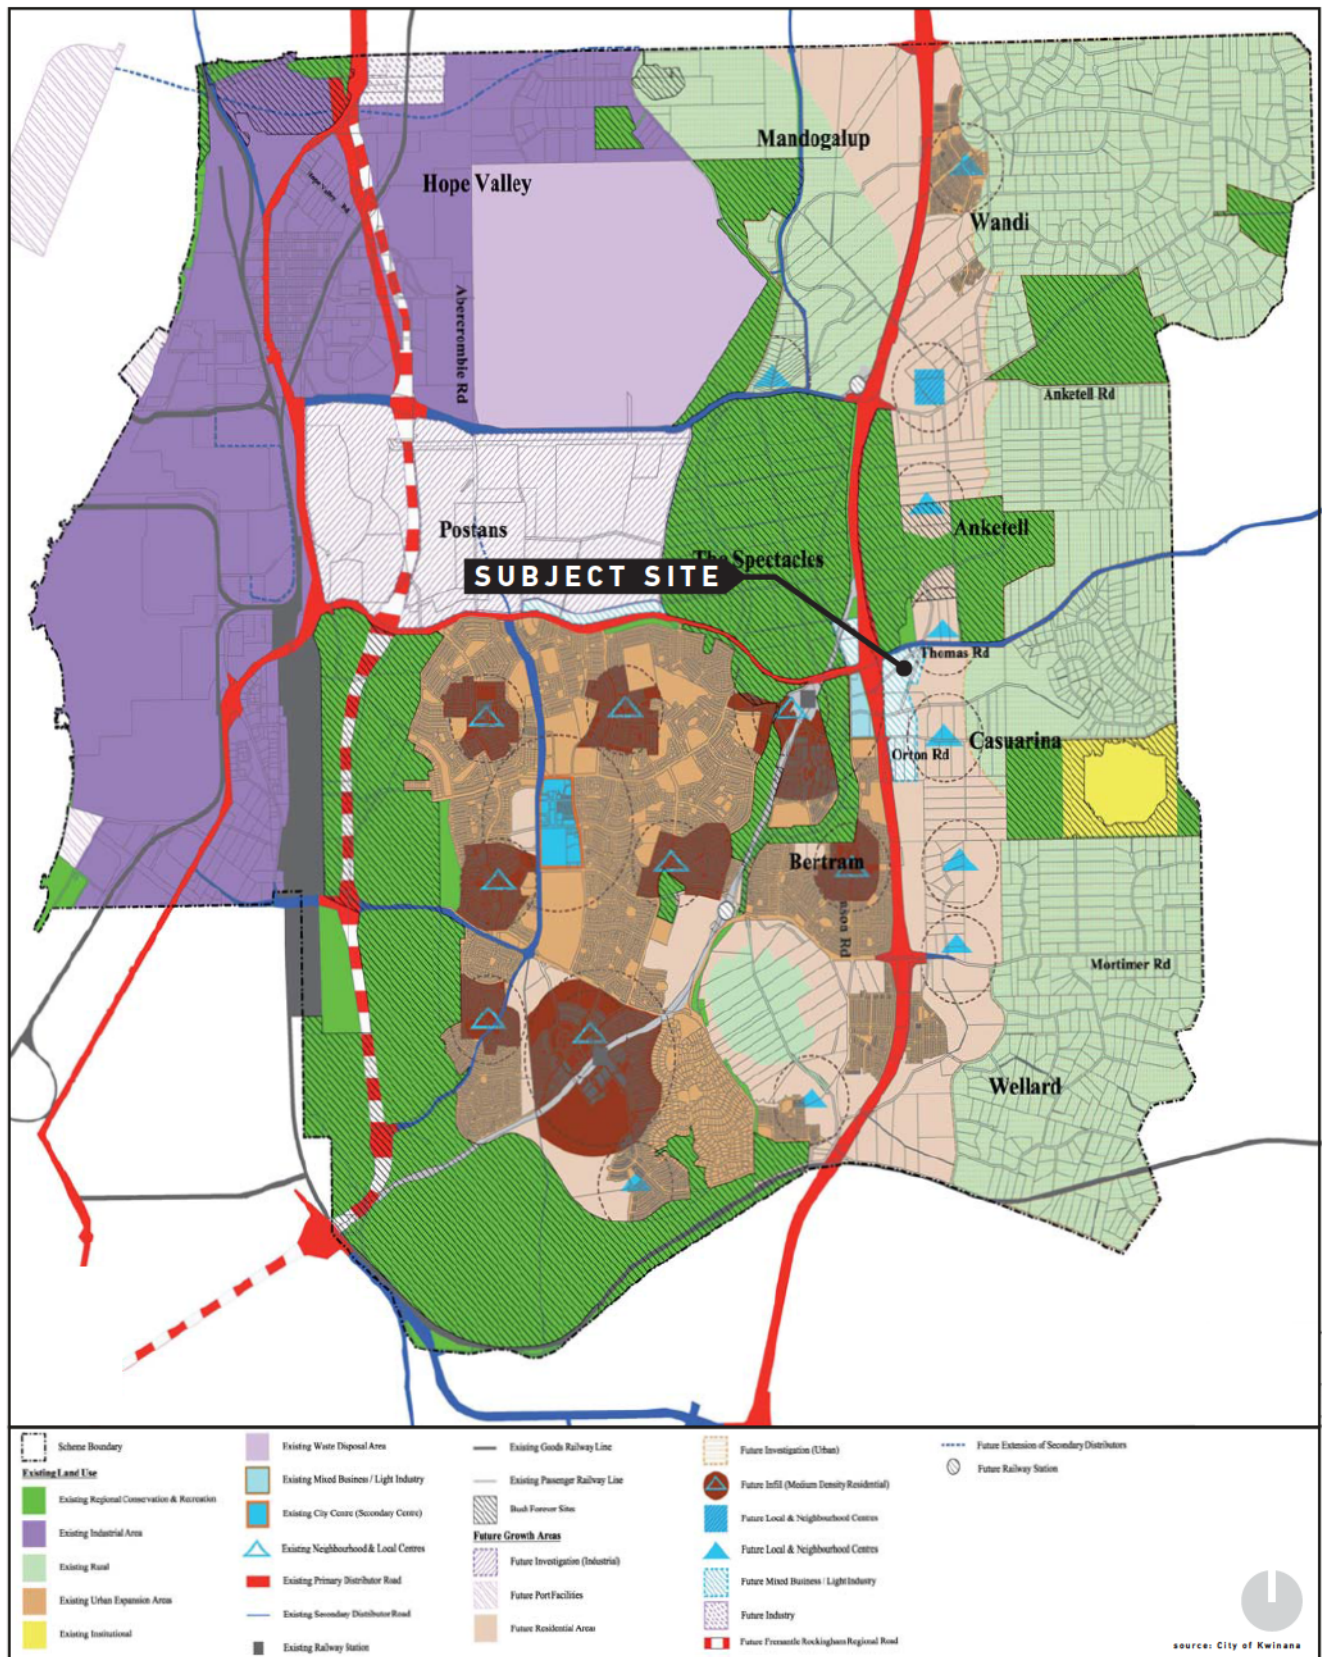 Mandogalup
Hope Valley
Hope Valley Rd
Wandi
Abercrombie Rd
Anketell Rd
Postans
Anketell
The Spectacles
SUBJECT SITE
Thomas Rd
Casuarina
Orton Rd
Bertram
nson Rd
Mortimer Rd
Wellard
Scheme Boundary
Existing Land Use
Existing Regional Conservation & Recreation
Existing Industrial Area
Existing Rural
Existing Urban Expansion Areas
Existing Institutional
Existing Waste Disposal Area
Existing Mixed Business / Light Industry
Existing City Centre (Secondary Centre)
Existing Neighbourhood & Local Centres
Existing Primary Distributor Road
Existing Secondary Distributor Road
Existing Railway Station
Existing Goods Railway Line
Existing Passenger Railway Line
Bush Forever Sites
Future Growth Areas
Future Investigation (Industrial)
Future Port Facilities
Future Residential Areas
Future Investigation (Urban)
Future Infill (Medium Density Residential)
Future Local & Neighbourhood Centres
Future Local & Neighbourhood Centres
Future Mixed Business / Light Industry
Future Industry
Future Fremantle Rockingham Regional Road
Future Extension of Secondary Distributors
Future Railway Station
source: City of Kwinana